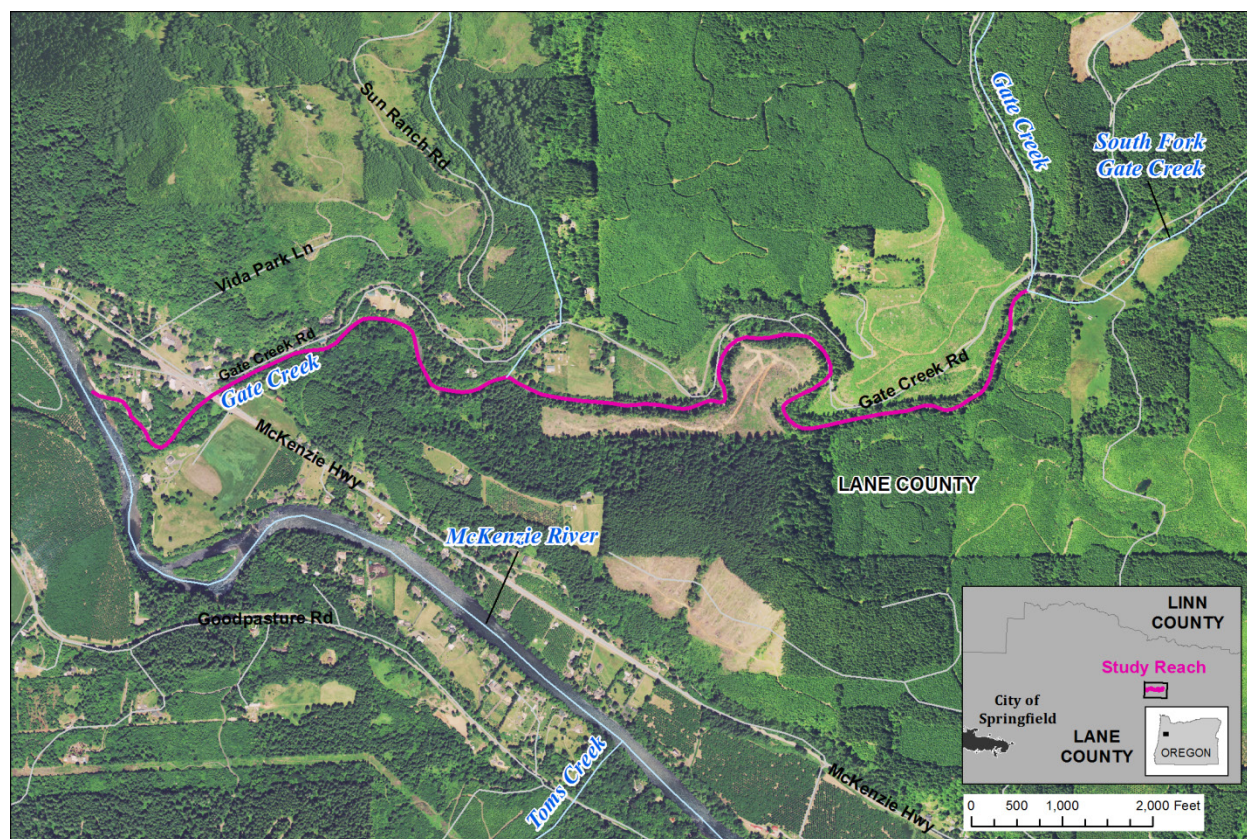 Gate Creek
South Fork
Gate Creek
Sun Ranch Rd
Vida Park Ln
Gate Creek Rd
Gate Creek
Gate Creek Rd
McKenzie Hwy
LANE COUNTY
McKenzie River
Goodpasture Rd
Toms Creek
McKenzie Hwy
LINN
COUNTY
Study Reach
City of
Springfield
LANE
COUNTY
OREGON
0 500 1,000 2,000 Feet